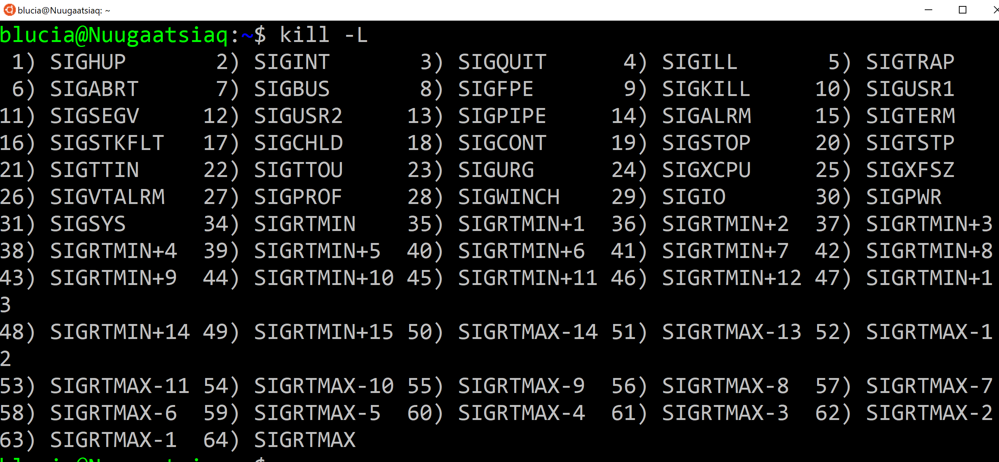 blucia@Nuugaatsiaq: ~
blucia@Nuugaatsiaq:~$ kill -L
 1) SIGHUP       2) SIGINT       3) SIGQUIT      4) SIGILL       5) SIGTRAP
 6) SIGABRT      7) SIGBUS       8) SIGFPE       9) SIGKILL     10) SIGUSR1
11) SIGSEGV     12) SIGUSR2     13) SIGPIPE     14) SIGALRM     15) SIGTERM
16) SIGSTKFLT   17) SIGCHLD     18) SIGCONT     19) SIGSTOP     20) SIGTSTP
21) SIGTTIN     22) SIGTTOU     23) SIGURG      24) SIGXCPU     25) SIGXFSZ
26) SIGVTALRM   27) SIGPROF     28) SIGWINCH    29) SIGIO       30) SIGPWR
31) SIGSYS      34) SIGRTMIN    35) SIGRTMIN+1  36) SIGRTMIN+2  37) SIGRTMIN+3
38) SIGRTMIN+4  39) SIGRTMIN+5  40) SIGRTMIN+6  41) SIGRTMIN+7  42) SIGRTMIN+8
43) SIGRTMIN+9  44) SIGRTMIN+10 45) SIGRTMIN+11 46) SIGRTMIN+12 47) SIGRTMIN+1
3
48) SIGRTMIN+14 49) SIGRTMIN+15 50) SIGRTMAX-14 51) SIGRTMAX-13 52) SIGRTMAX-1
2
53) SIGRTMAX-11 54) SIGRTMAX-10 55) SIGRTMAX-9  56) SIGRTMAX-8  57) SIGRTMAX-7
58) SIGRTMAX-6  59) SIGRTMAX-5  60) SIGRTMAX-4  61) SIGRTMAX-3  62) SIGRTMAX-2
63) SIGRTMAX-1  64) SIGRTMAX